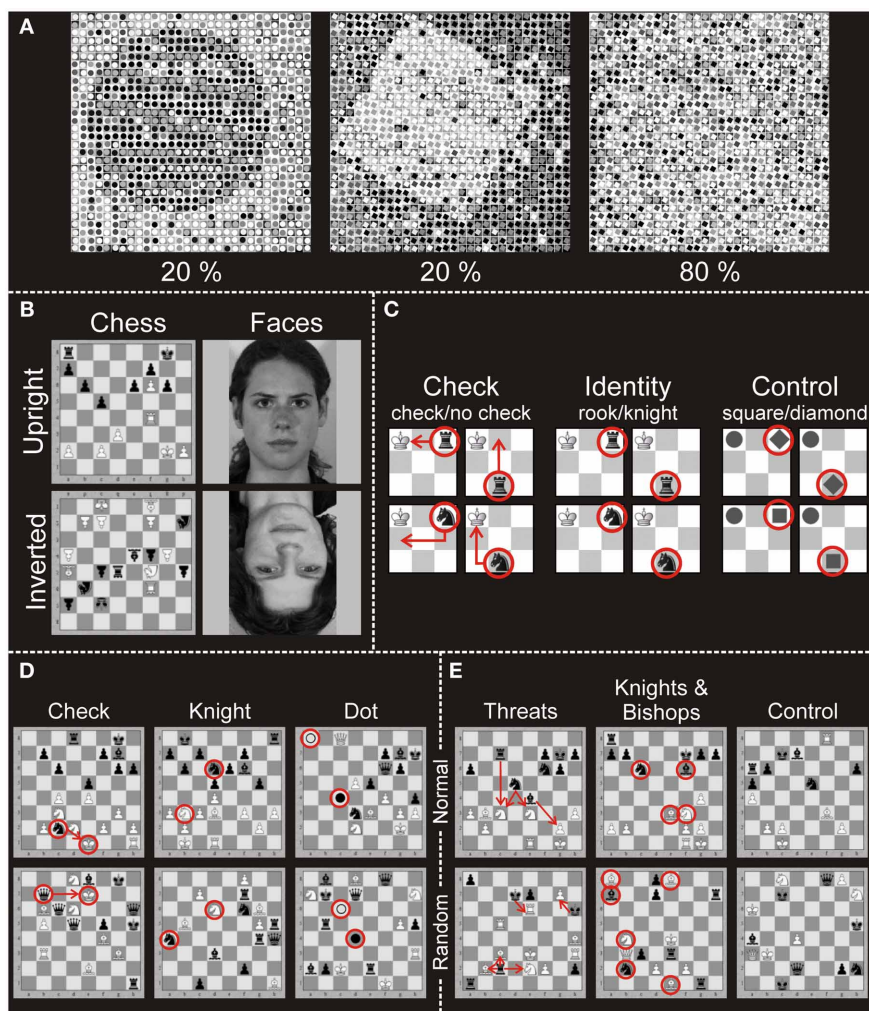 A
20 % 20 % 80 %
B
Chess Faces
Upright
Inverted
C
Check Identity Control
check/no check rook/knight square/diamond
D
Check Knight Dot
E
Threats Knights & Bishops Control
Normal
Random